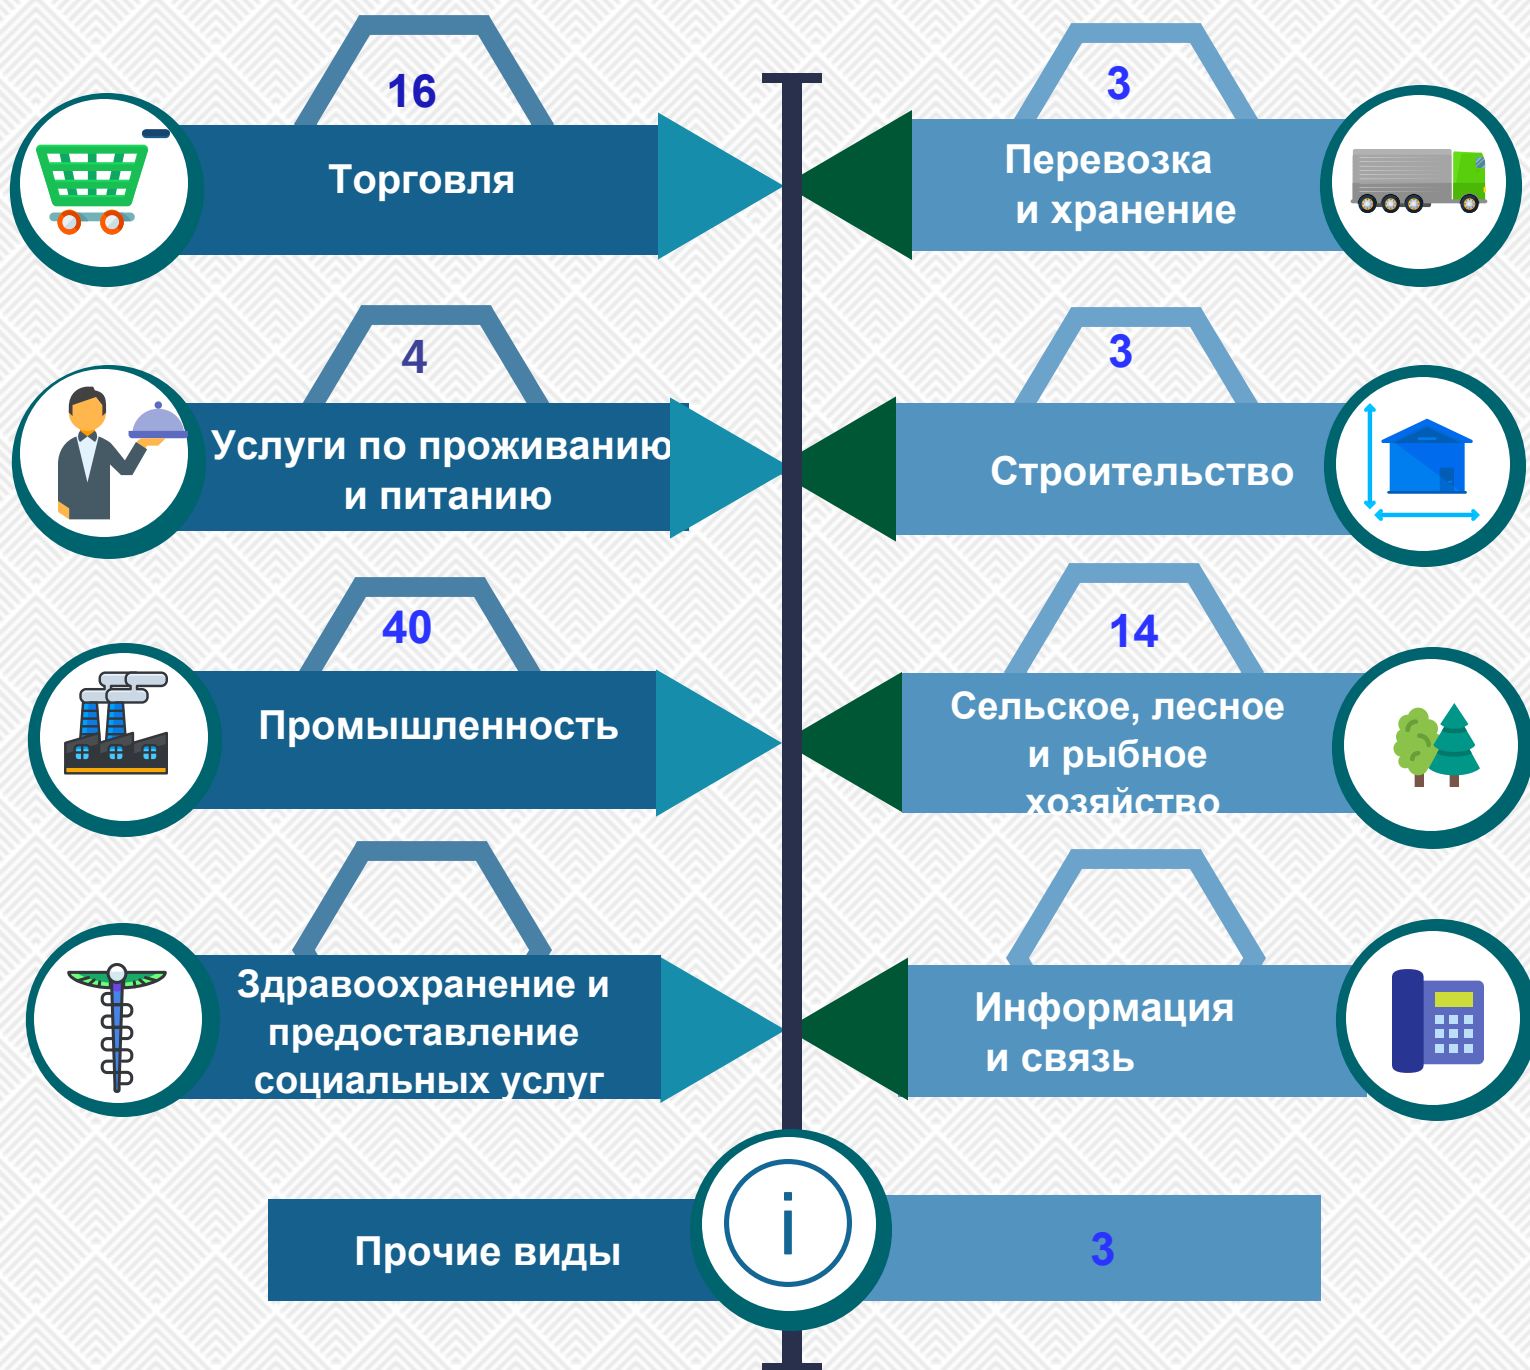 16
Торговля
3
Перевозка
и хранение
4
Услуги по проживанию
и питанию
3
Строительство
40
Промышленность
14
Сельское, лесное
и рыбное
хозяйство
Здравоохранение и
предоставление
социальных услуг
Информация
и связь
Прочие виды
i
3